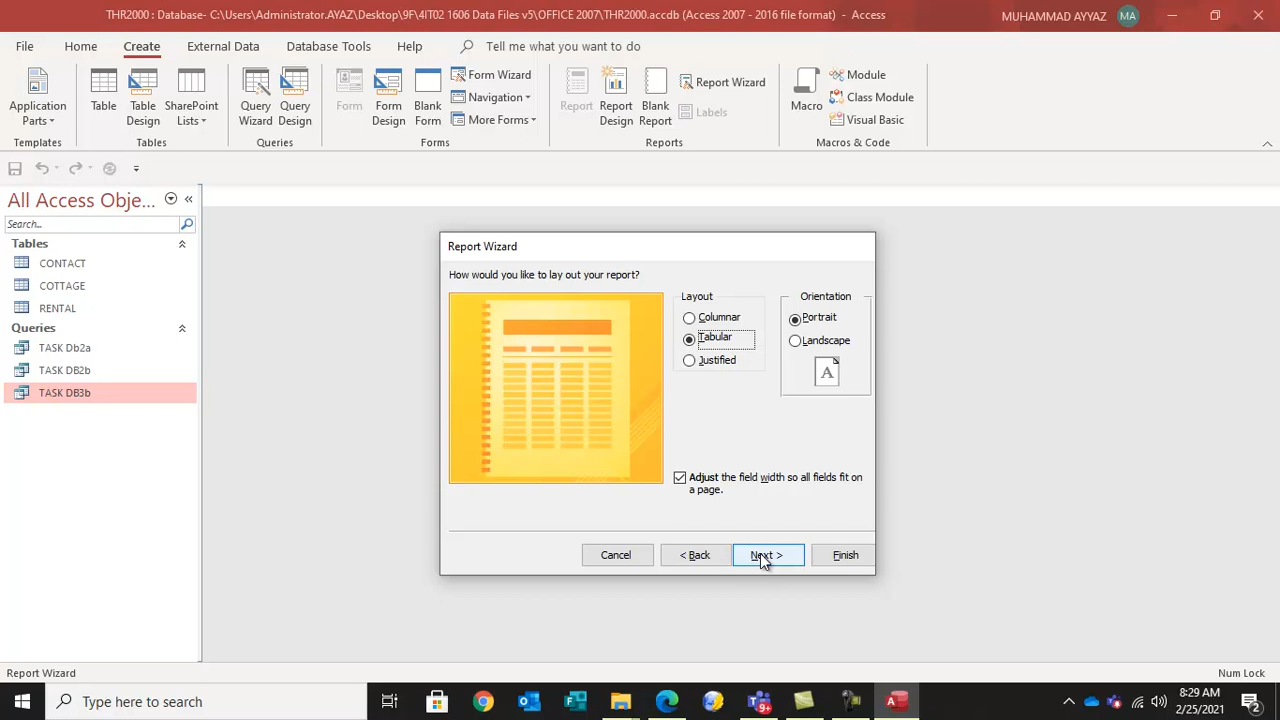 THR2000 : Database- C:\Users\Administrator.AYAZ\Desktop\9F\4IT02 1606 Data Files v5\OFFICE 2007\THR2000.accdb (Access 2007 - 2016 file format) - Access
MUHAMMAD AYYAZ MA
File Home Create External Data Database Tools Help Tell me what you want to do
Application Parts
Templates
Table
Table Design
SharePoint Lists
Tables
Query Wizard
Query Design
Queries
Form
Form Design
Blank Form
Form Wizard
Navigation
More Forms
Forms
Report
Report Design
Blank Report
Report Wizard
Labels
Reports
Macro
Module
Class Module
Visual Basic
Macros & Code
All Access Obje...
Search...
Tables
CONTACT
COTTAGE
RENTAL
Queries
TASK Db2a
TASK DB2b
TASK DB3b
Report Wizard
How would you like to lay out your report?
Layout
Columnar
Tabular
Justified
Orientation
Portrait
Landscape
A
Adjust the field width so all fields fit on
a page.
Cancel < Back Next > Finish
Report Wizard
Num Lock
Type here to search
9+
8:29 AM
2/25/2021
2